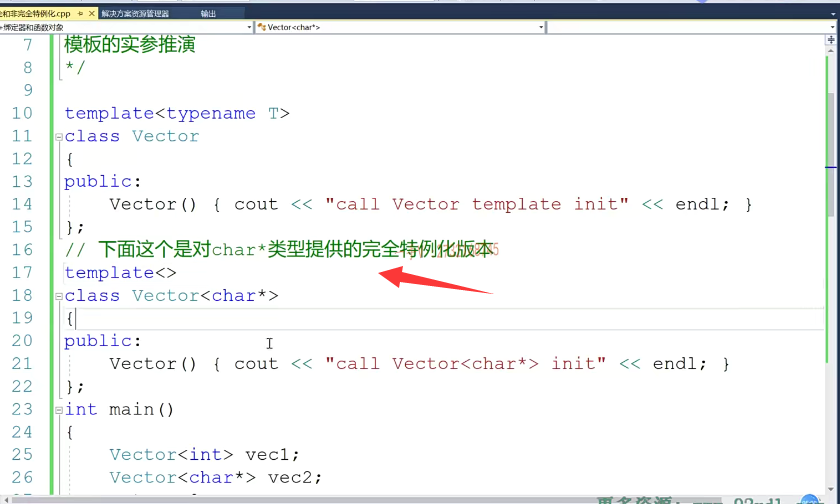 和非完全特例化.cpp 解决方案资源管理器 输出
绑定器和函数对象 Vector<char*>
7 模板的实参推演
8 */
9
10 template<typename T>
11 class Vector
12 {
13 public:
14 Vector() { cout << "call Vector template init" << endl; }
15 };
16 // 下面这个是对char*类型提供的完全特例化版本
17 template<>
18 class Vector<char*>
19 {
20 public:
21 Vector() { cout << "call Vector<char*> init" << endl; }
22 };
23 int main()
24 {
25 Vector<int> vec1;
26 Vector<char*> vec2;
更多资源: